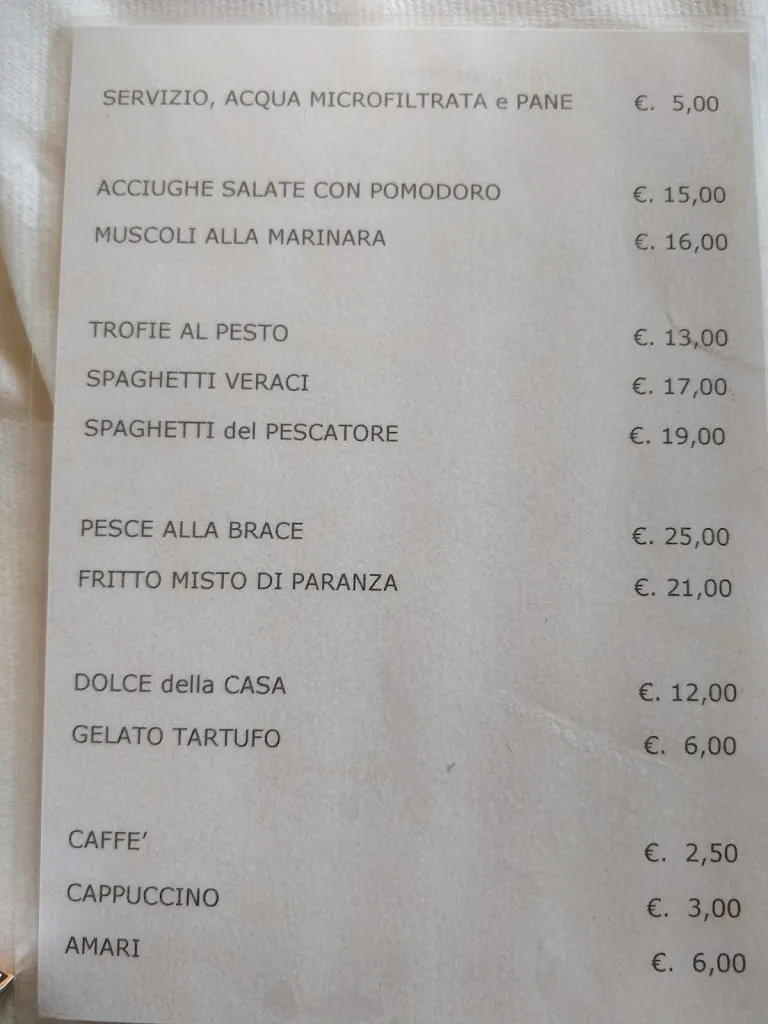 SERVIZIO, ACQUA MICROFILTRATA e PANE €. 5,00
ACCIUGHE SALATE CON POMODORO €. 15,00
MUSCOLI ALLA MARINARA €. 16,00
TROFIE AL PESTO €. 13,00
SPAGHETTI VERACI €. 17,00
SPAGHETTI del PESCATORE €. 19,00
PESCE ALLA BRACE €. 25,00
FRITTO MISTO DI PARANZA €. 21,00
DOLCE della CASA €. 12,00
GELATO TARTUFO €. 6,00
CAFFE’ €. 2,50
CAPPUCCINO €. 3,00
AMARI €. 6,00